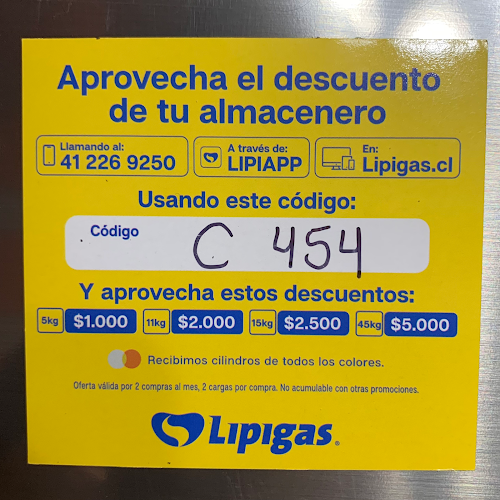 Aprovecha el descuento
de tu almacenero
Llamando al:
41 226 9250
A través de:
LIPIAPP
En:
Lipigas.cl
Usando este código:
Código C 454
Y aprovecha estos descuentos:
5kg $1.000 11kg $2.000 15kg $2.500 45kg $5.000
Recibimos cilindros de todos los colores.
Oferta válida por 2 compras al mes, 2 cargas por compra. No acumulable con otras promociones.
Lipigas®